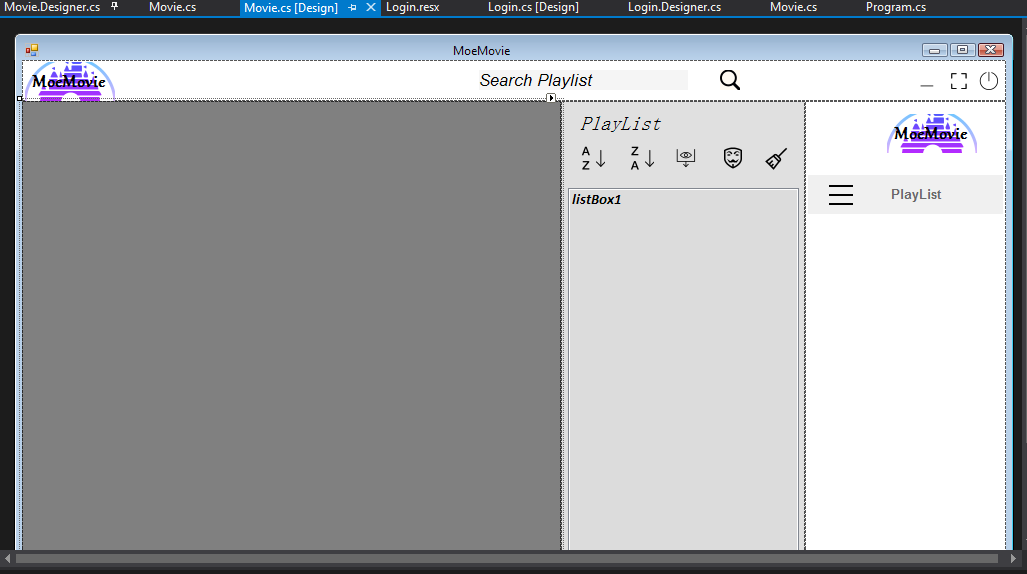 Movie.Designer.cs Movie.cs Movie.cs [Design] Login.resx Login.cs [Design] Login.Designer.cs Movie.cs Program.cs
MoeMovie
MoeMovie Search Playlist
PlayList
MoeMovie
A
Z
Z
A
PlayList
listBox1